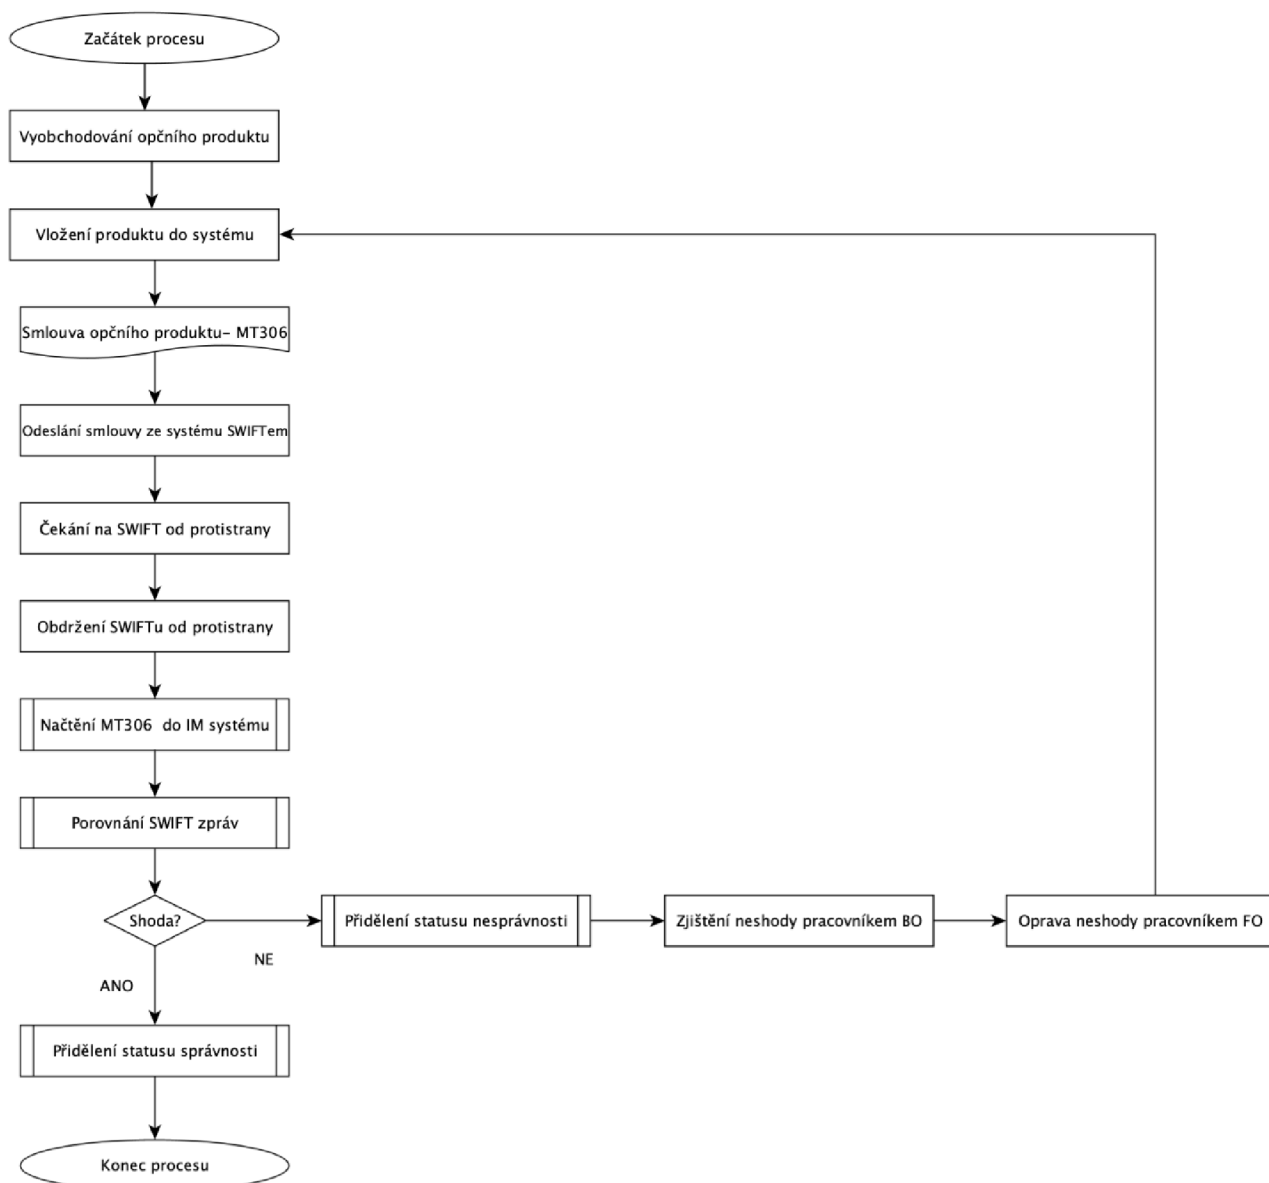 Začátek procesu
Vyobchodování opčního produktu
Vložení produktu do systému
Smlouva opčního produktu– MT306
Odeslání smlouvy ze systému SWIFTem
Čekání na SWIFT od protistrany
Obdržení SWIFTu od protistrany
Načtění MT306 do IM systému
Porovnání SWIFT zpráv
Shoda?
Přidělení statusu nesprávnosti
Zjištění neshody pracovníkem BO
Oprava neshody pracovníkem FO
NE
ANO
Přidělení statusu správnosti
Konec procesu